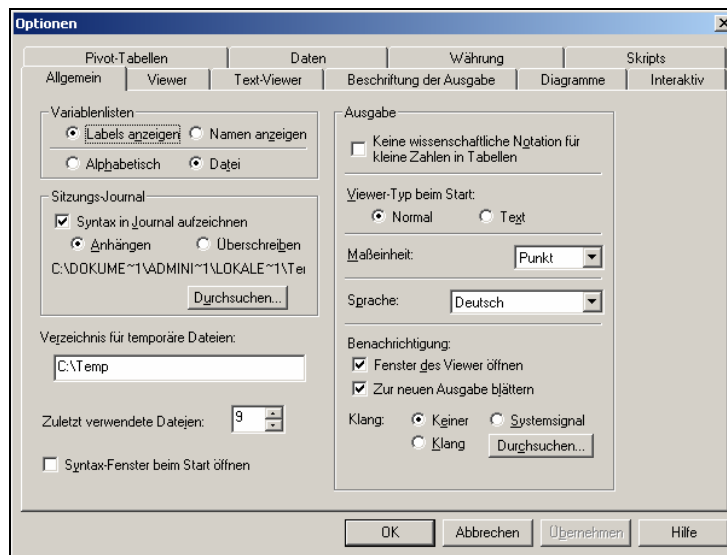 Optionen
Pivot-Tabellen Daten Währung Skripts
Allgemein Viewer Text-Viewer Beschriftung der Ausgabe Diagramme Interaktiv
Variablenlisten
Labels anzeigen Namen anzeigen
Alphabetisch Datei
Sitzungs-Journal
Syntax in Journal aufzeichnen
Anhängen Überschreiben
C:\DOKUME~1\ADMINI~1\LOKALE~1\Ter
Durchsuchen...
Verzeichnis für temporäre Dateien:
C:\Temp
Zuletzt verwendete Dateien: 9
Syntax-Fenster beim Start öffnen
Ausgabe
Keine wissenschaftliche Notation für
kleine Zahlen in Tabellen
Viewer-Typ beim Start:
Normal Text
Maßeinheit: Punkt
Sprache: Deutsch
Benachrichtigung:
Fenster des Viewer öffnen
Zur neuen Ausgabe blättern
Klang: Keiner Systemsignal
Klang Durchsuchen...
OK Abbrechen Übernehmen Hilfe